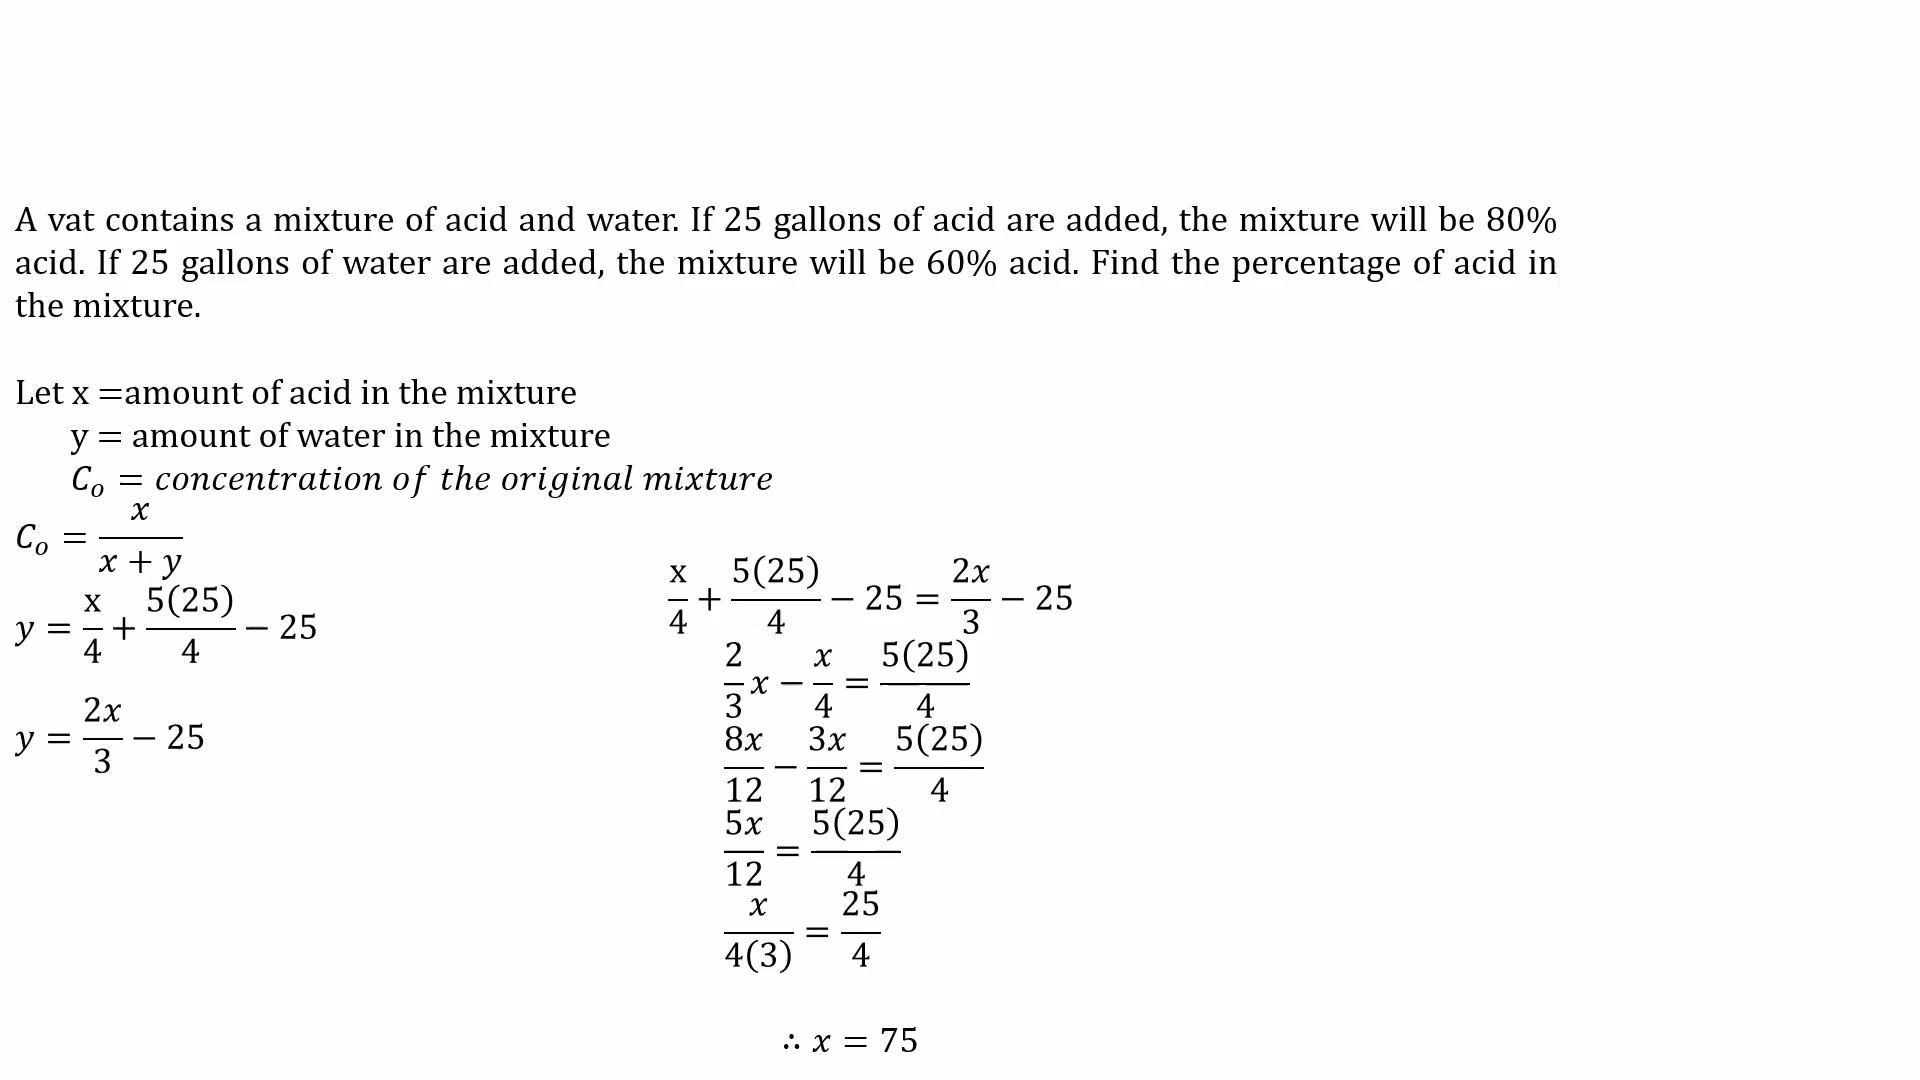 A vat contains a mixture of acid and water. If 25 gallons of acid are added, the mixture will be 80%
acid. If 25 gallons of water are added, the mixture will be 60% acid. Find the percentage of acid in
the mixture.
Let x =amount of acid in the mixture
y = amount of water in the mixture
C₀ = concentration of the original mixture
C₀ = x/(x + y)
y = x/4 + 5(25)/4 − 25
y = 2x/3 − 25
x/4 + 5(25)/4 − 25 = 2x/3 − 25
2/3 x − x/4 = 5(25)/4
8x/12 − 3x/12 = 5(25)/4
5x/12 = 5(25)/4
x/4(3) = 25/4
∴ x = 75